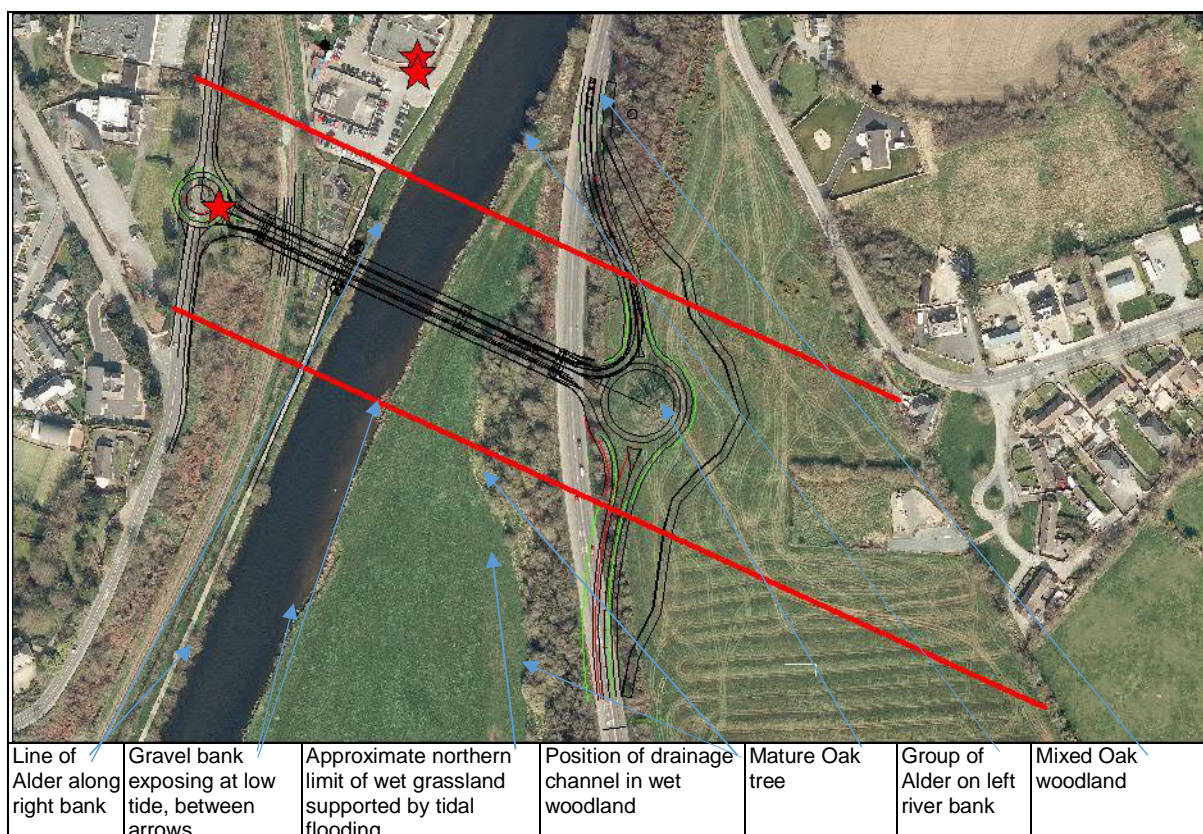 Line of
Alder along
right bank
Gravel bank
exposing at low
tide, between
arrows
Approximate northern
limit of wet grassland
supported by tidal
flooding
Position of drainage
channel in wet
woodland
Mature Oak
tree
Group of
Alder on left
river bank
Mixed Oak
woodland